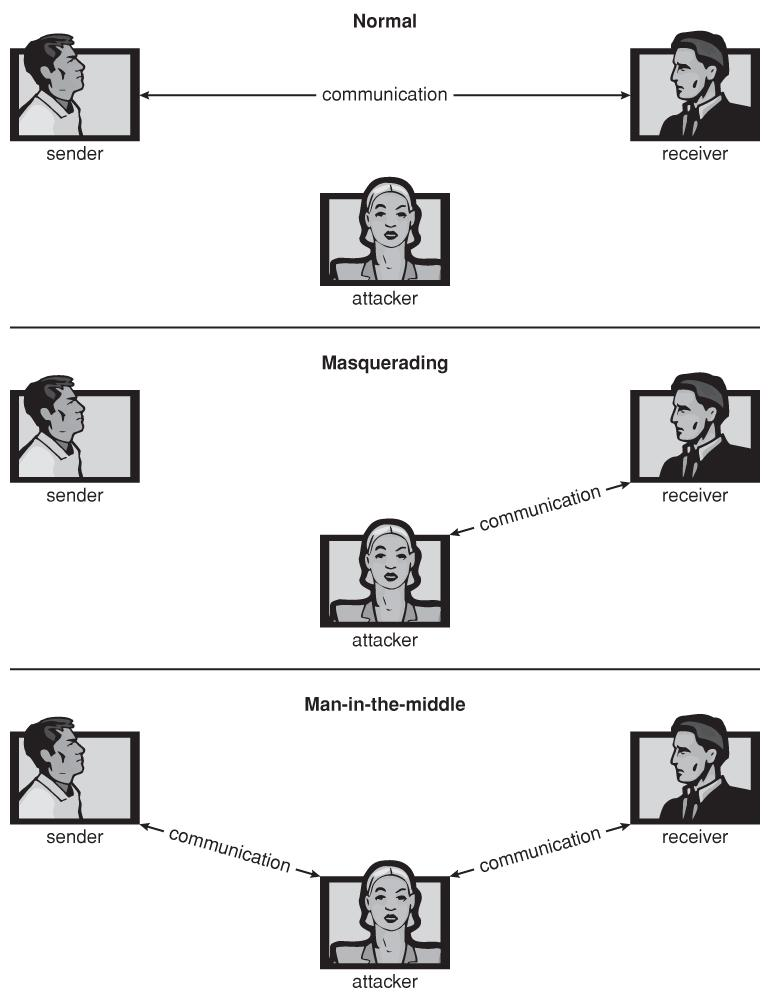 Normal
communication
sender
receiver
attacker
Masquerading
sender
communication
receiver
attacker
Man-in-the-middle
sender
communication
communication
receiver
attacker